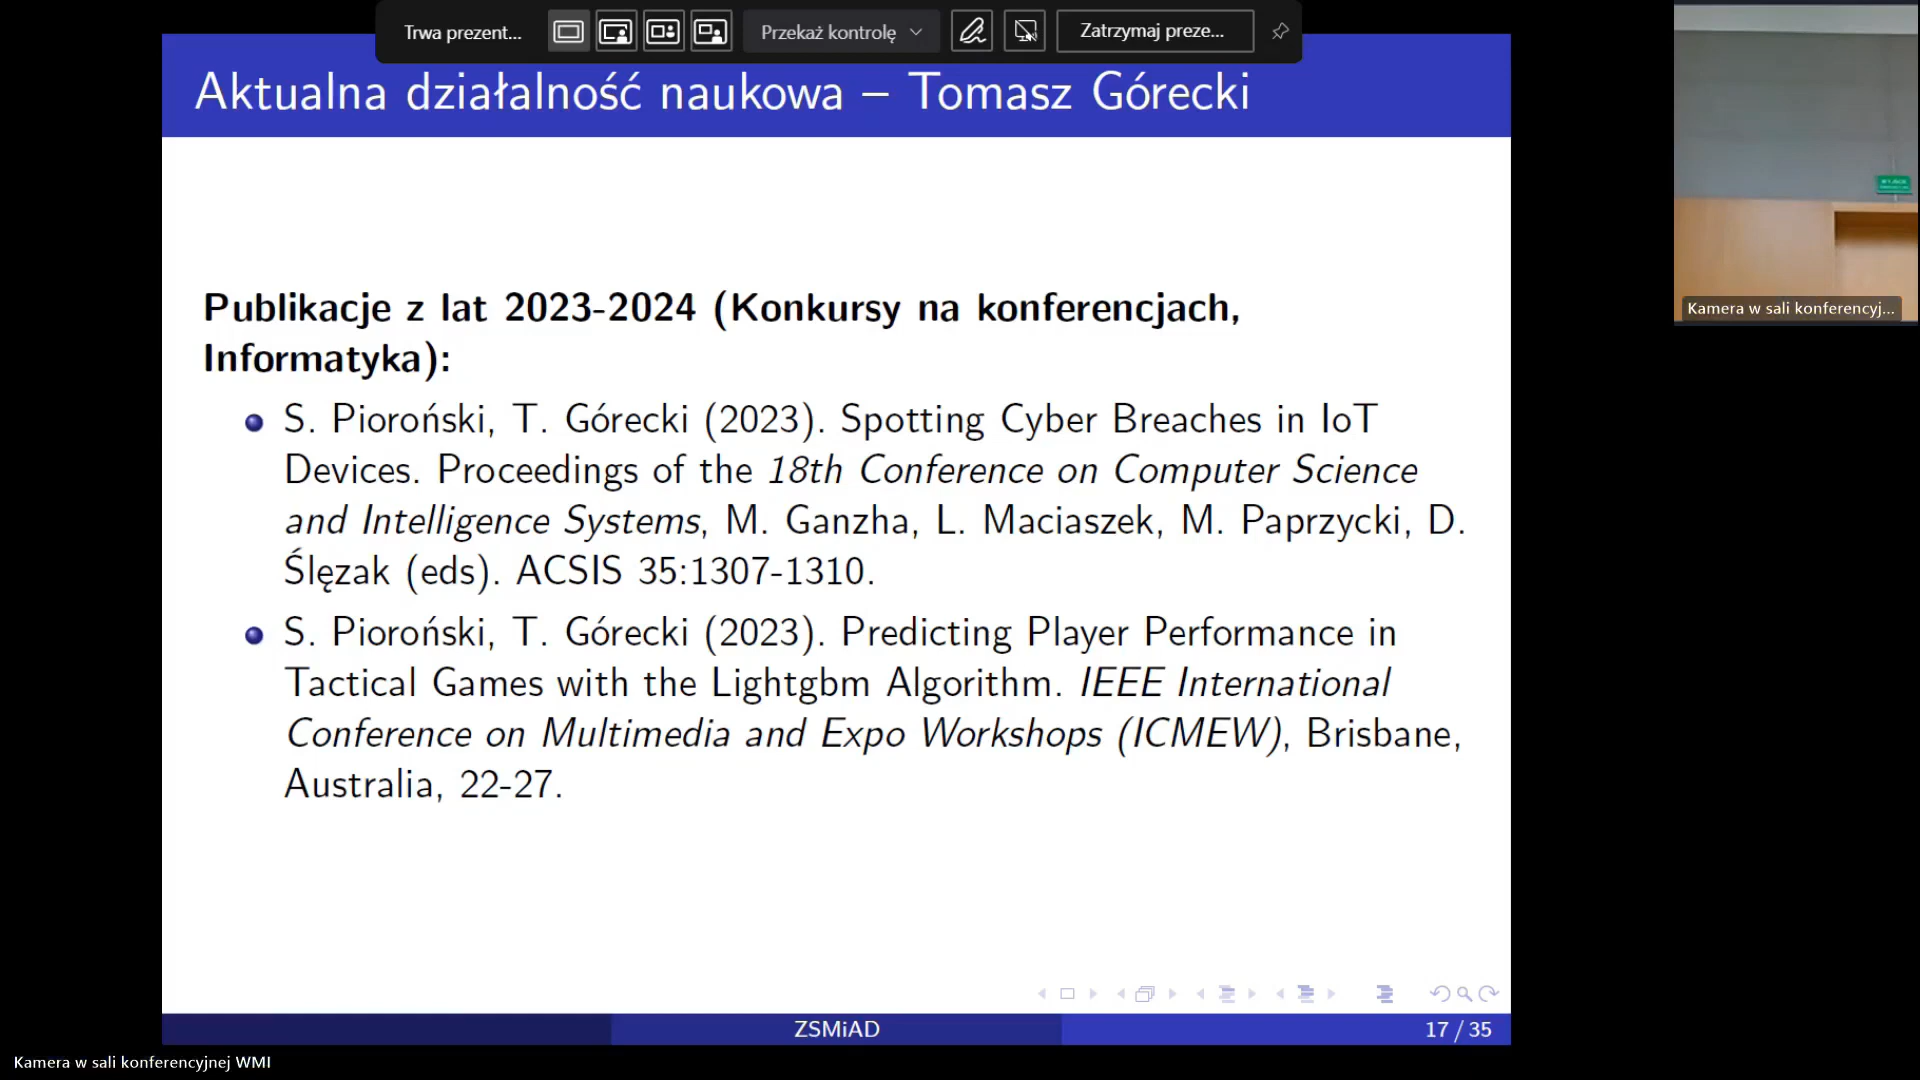 Trwa prezent...
Przekaż kontrolę
Zatrzymaj preze...
Aktualna działalność naukowa – Tomasz Górecki
Publikacje z lat 2023-2024 (Konkursy na konferencjach,
Informatyka):
S. Pioroński, T. Górecki (2023). Spotting Cyber Breaches in IoT
Devices. Proceedings of the 18th Conference on Computer Science
and Intelligence Systems, M. Ganzha, L. Maciaszek, M. Paprzycki, D.
Ślęzak (eds). ACSIS 35:1307-1310.
S. Pioroński, T. Górecki (2023). Predicting Player Performance in
Tactical Games with the Lightgbm Algorithm. IEEE International
Conference on Multimedia and Expo Workshops (ICMEW), Brisbane,
Australia, 22-27.
ZSMiAD
17 / 35
Kamera w sali konferencyj...
Kamera w sali konferencyjnej WMI